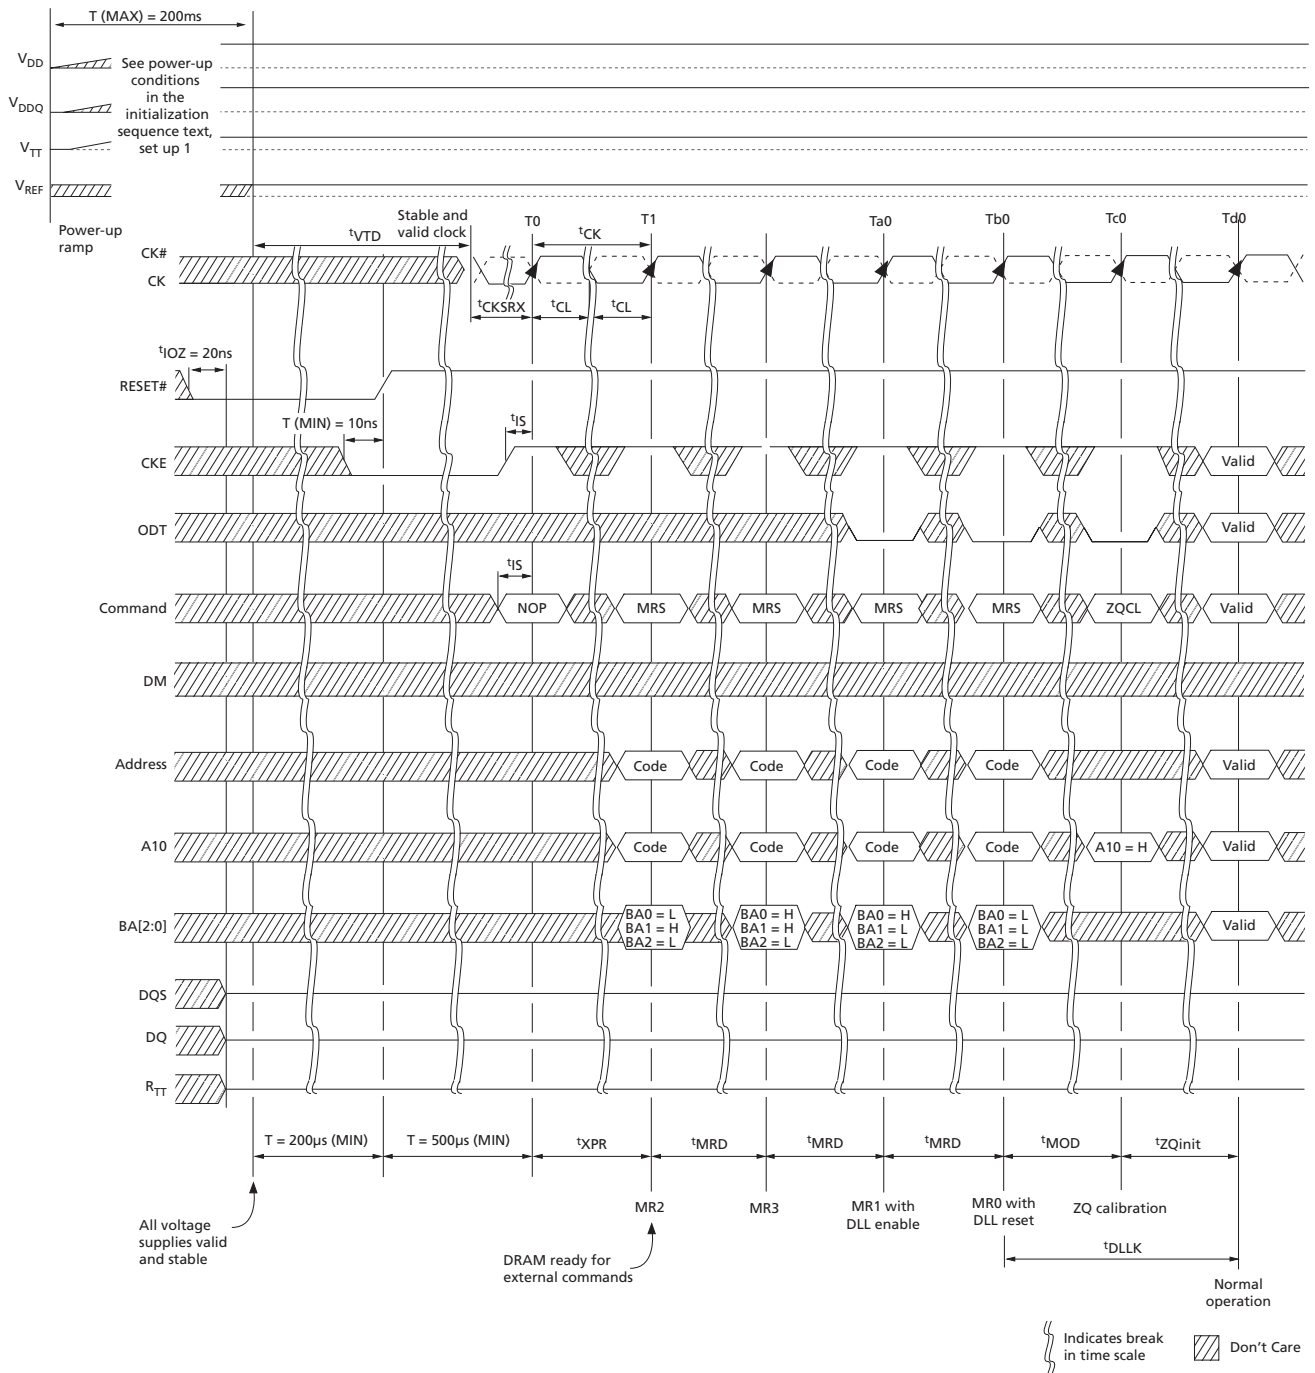 T (MAX) = 200ms
VDD
See power-up
conditions
in the
initialization
sequence text,
set up 1
VDDQ
VTT
VREF
Power-up
ramp
Stable and
valid clock
T0
T1
Ta0
Tb0
Tc0
Td0
tVTD
tCK
CK#
CK
tCKSRX
tCL
tCL
tIOZ = 20ns
RESET#
T (MIN) = 10ns
tIS
CKE
Valid
ODT
Valid
tIS
Command
NOP
MRS
MRS
MRS
MRS
ZQCL
Valid
DM
Address
Code
Code
Code
Code
Valid
A10
Code
Code
Code
Code
A10 = H
Valid
BA[2:0]
BA0 = L
BA1 = H
BA2 = L
BA0 = H
BA1 = H
BA2 = L
BA0 = H
BA1 = L
BA2 = L
BA0 = L
BA1 = L
BA2 = L
Valid
DQS
DQ
RTT
T = 200µs (MIN)
T = 500µs (MIN)
tXPR
tMRD
tMRD
tMRD
tMOD
tZQinit
All voltage
supplies valid
and stable
MR2
MR3
MR1 with
DLL enable
MR0 with
DLL reset
ZQ calibration
DRAM ready for
external commands
tDLLK
Normal
operation
Indicates break
in time scale
Don't Care